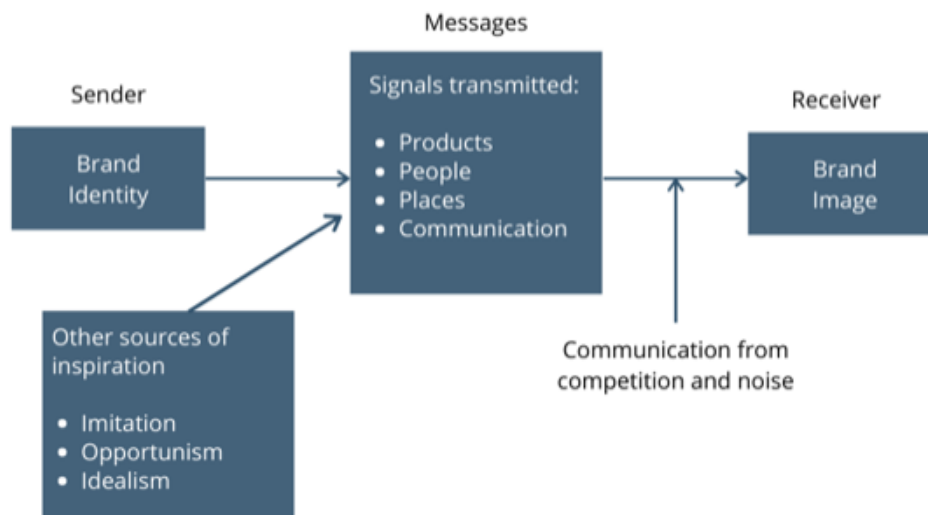 Messages
Sender
Brand
Identity
Signals transmitted:
• Products
• People
• Places
• Communication
Receiver
Brand
Image
Other sources of
inspiration
• Imitation
• Opportunism
• Idealism
Communication from
competition and noise